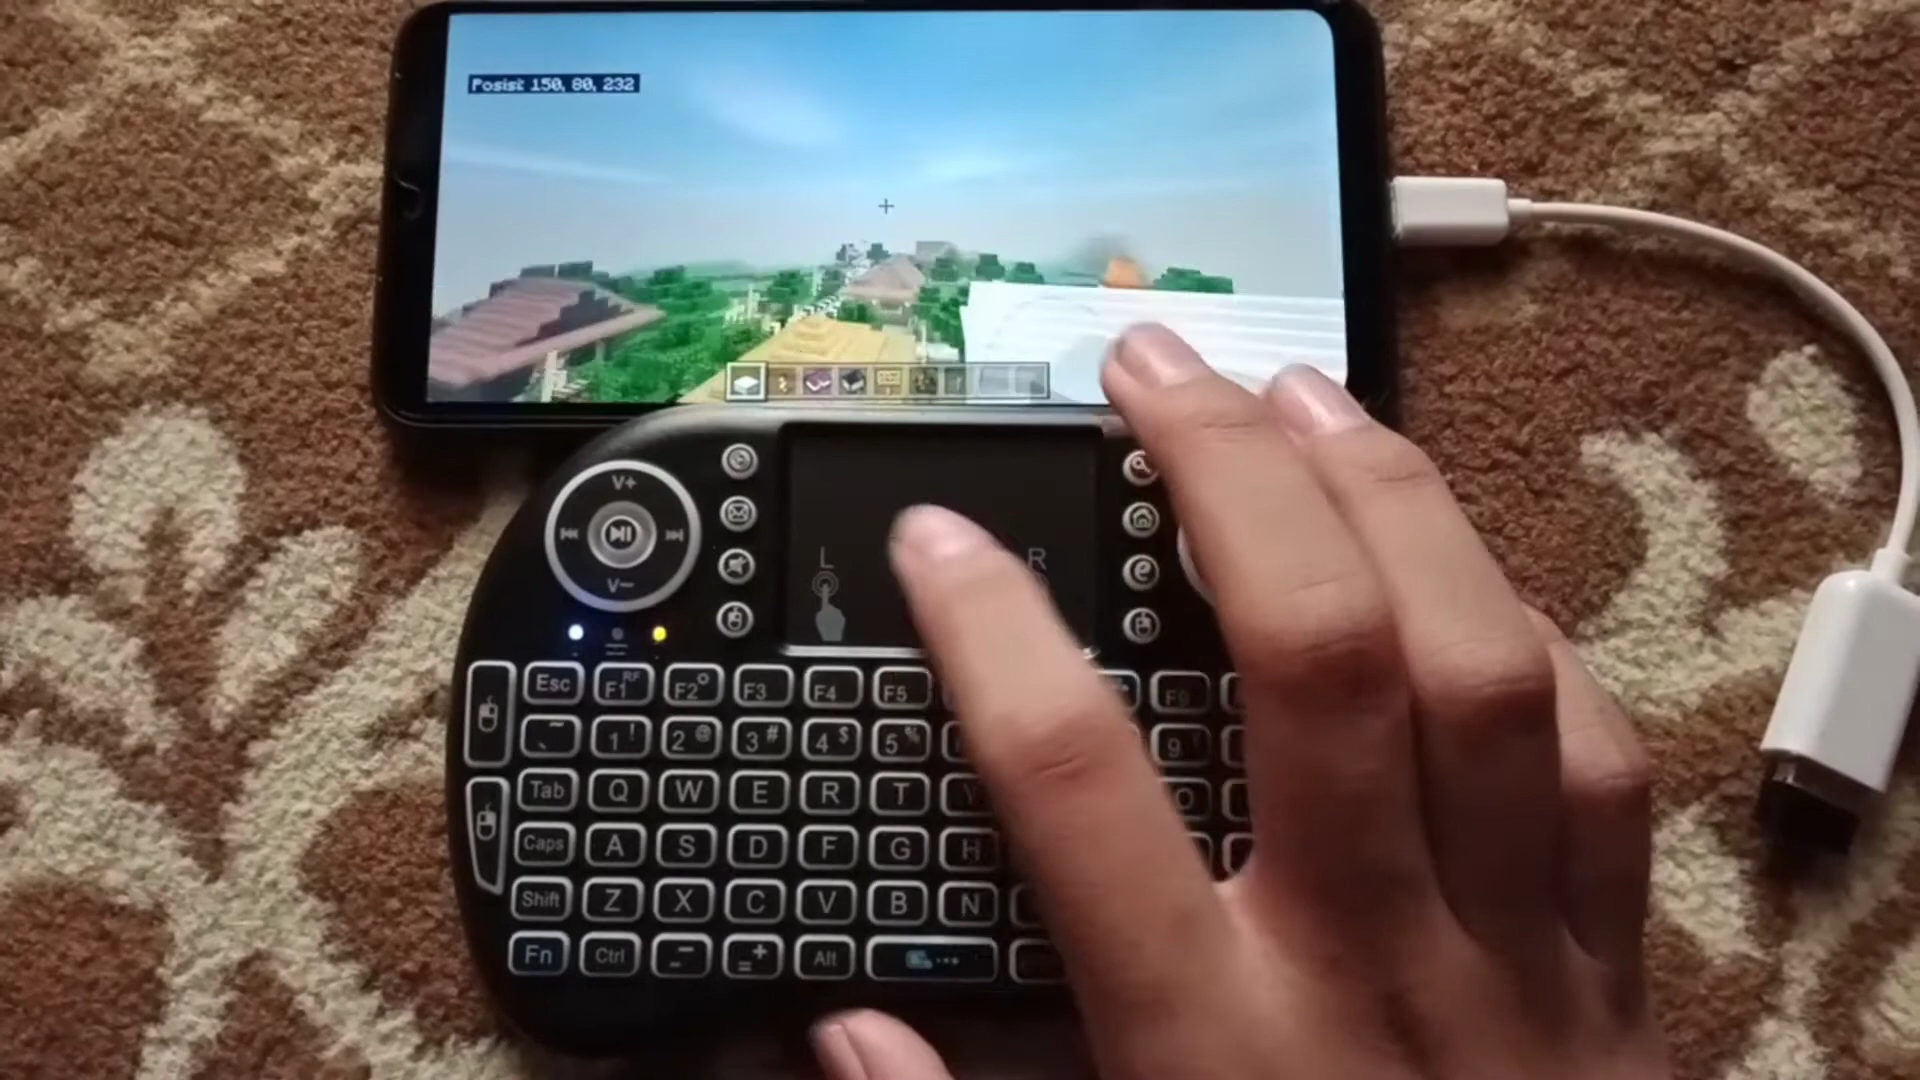 Posisi: 150, 80, 232
V+
V−
L
R
Esc F1 RF F2 F3 F4 F5
~ ` 1 ! 2 @ 3 # 4 $ 5 % 9
Tab Q W E R T Y O
Caps A S D F G H
Shift Z X C V B N
Fn Ctrl _ - + = Alt